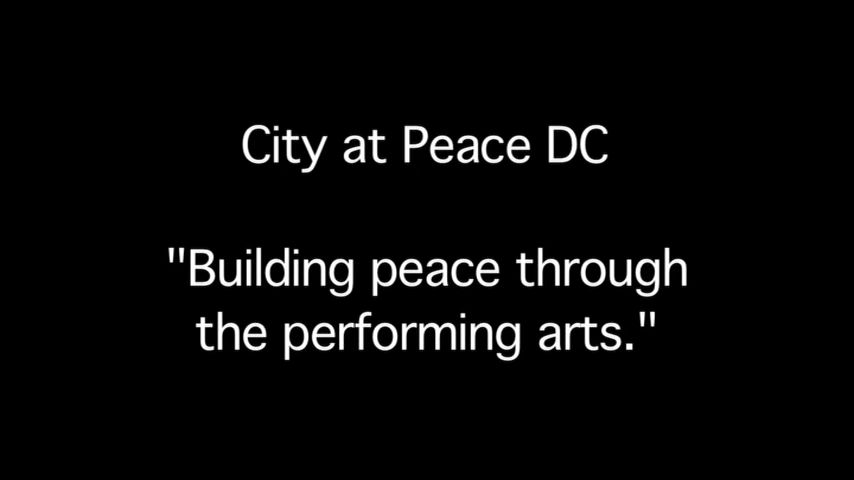 City at Peace DC
"Building peace through
the performing arts."